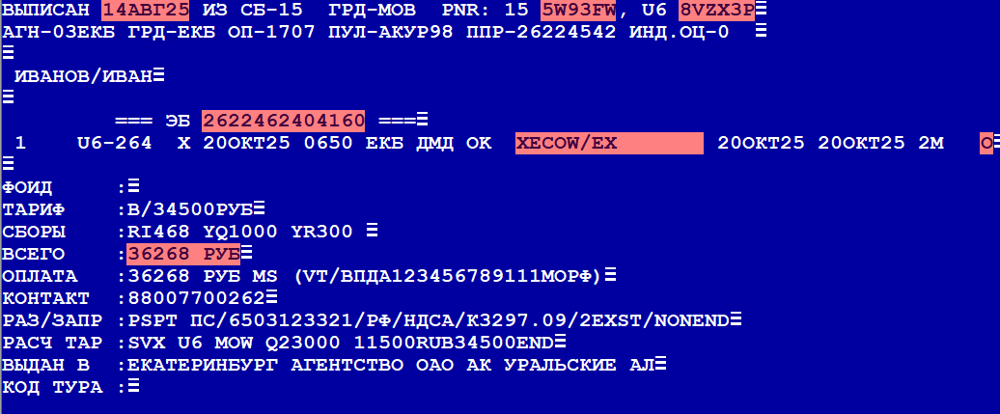 ВЫПИСАН 14АВГ25 ИЗ СБ-15 ГРД-МОВ PNR: 15 5W93FW, U6 8VZX3P
АГН-03ЕКБ ГРД-ЕКБ ОП-1707 ПУЛ-АКУР98 ППР-26224542 ИНД.ОЦ-0
ИВАНОВ/ИВАН
=== ЭБ 2622462404160 ===
1 U6-264 X 20ОКТ25 0650 ЕКБ ДМД OK XECOW/EX 20ОКТ25 20ОКТ25 2М О
ФОИД :
ТАРИФ :В/34500РУБ
СБОРЫ :RI468 YQ1000 YR300
ВСЕГО :36268 РУБ
ОПЛАТА :36268 РУБ MS (VT/ВПДА123456789111МОРФ)
КОНТАКТ :88007700262
РАЗ/ЗАПР :PSPT ПС/6503123321/РФ/НДСА/К3297.09/2EXST/NONEND
РАСЧ ТАР :SVX U6 MOW Q23000 11500RUB34500END
ВЫДАН В :ЕКАТЕРИНБУРГ АГЕНТСТВО ОАО АК УРАЛЬСКИЕ АЛ
КОД ТУРА :